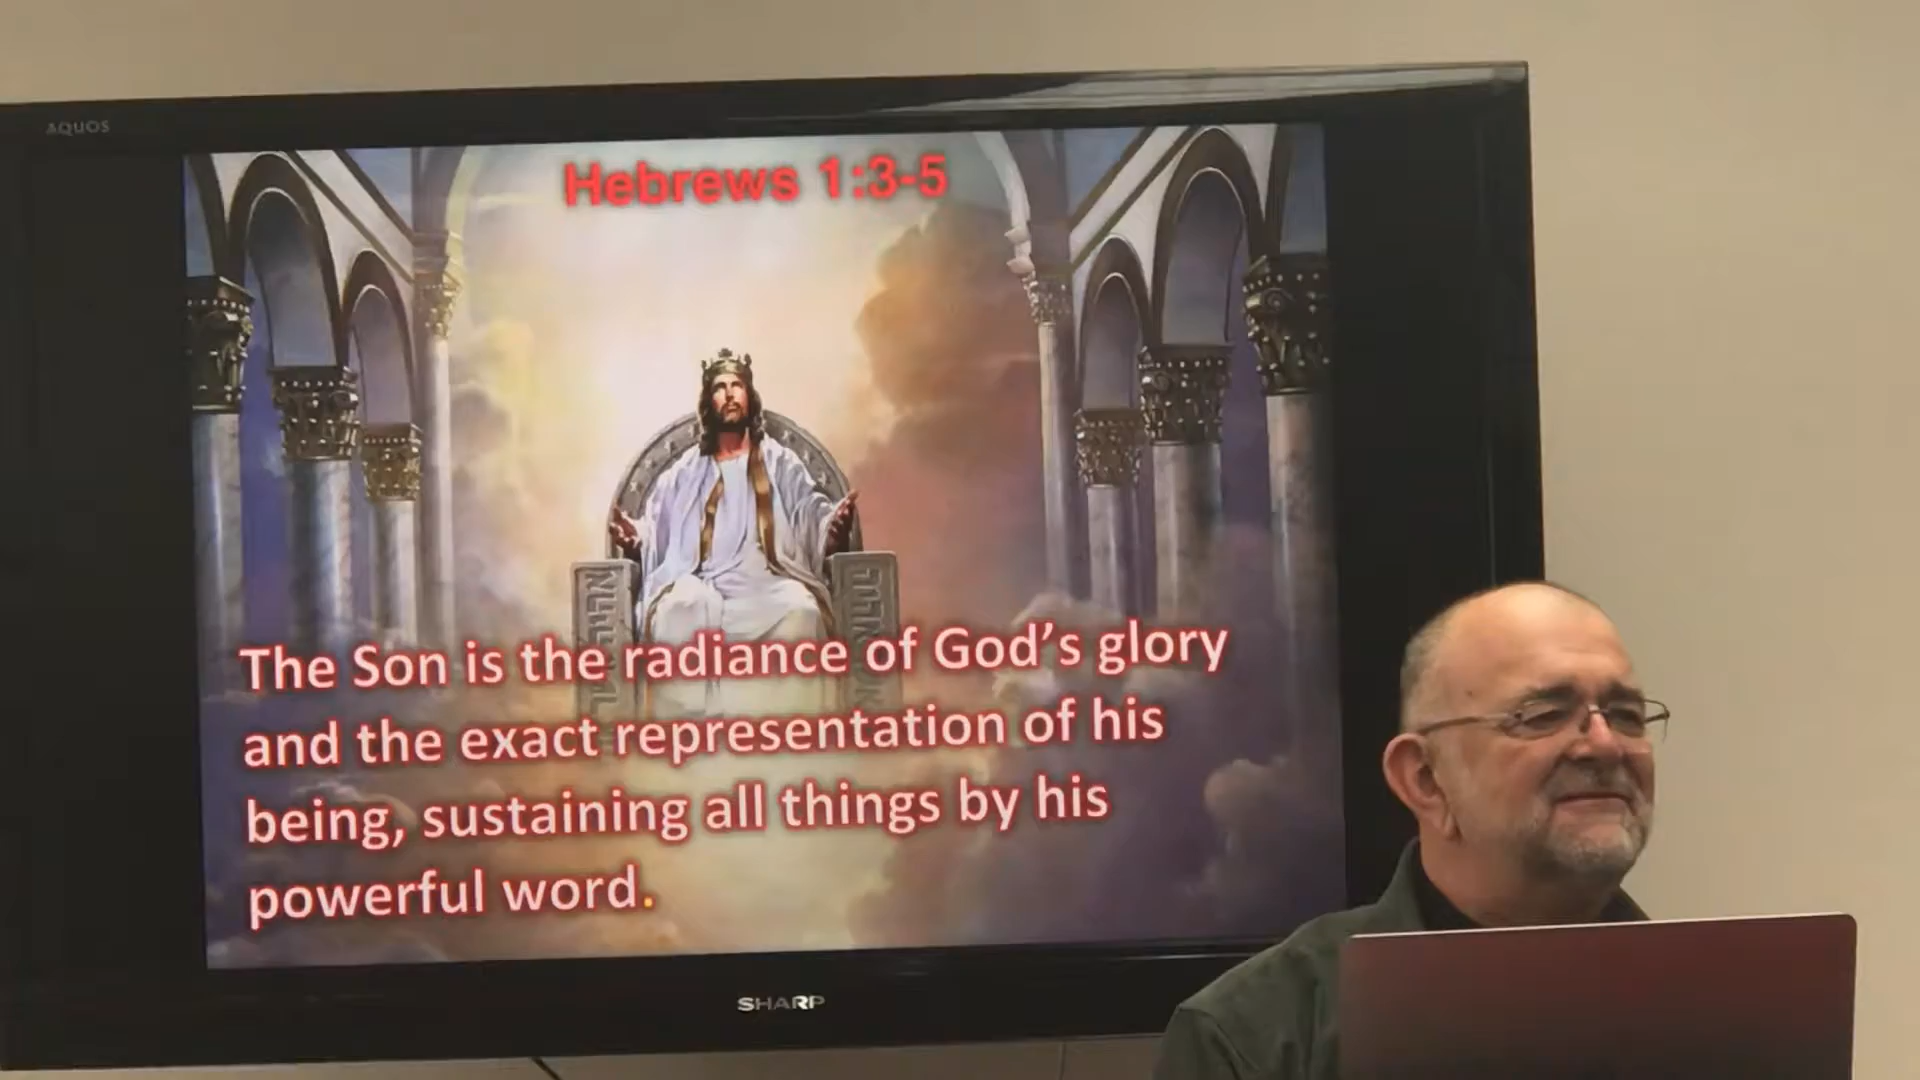 AQUOS
Hebrews 1:3-5
The Son is the radiance of God’s glory
and the exact representation of his
being, sustaining all things by his
powerful word.
SHARP